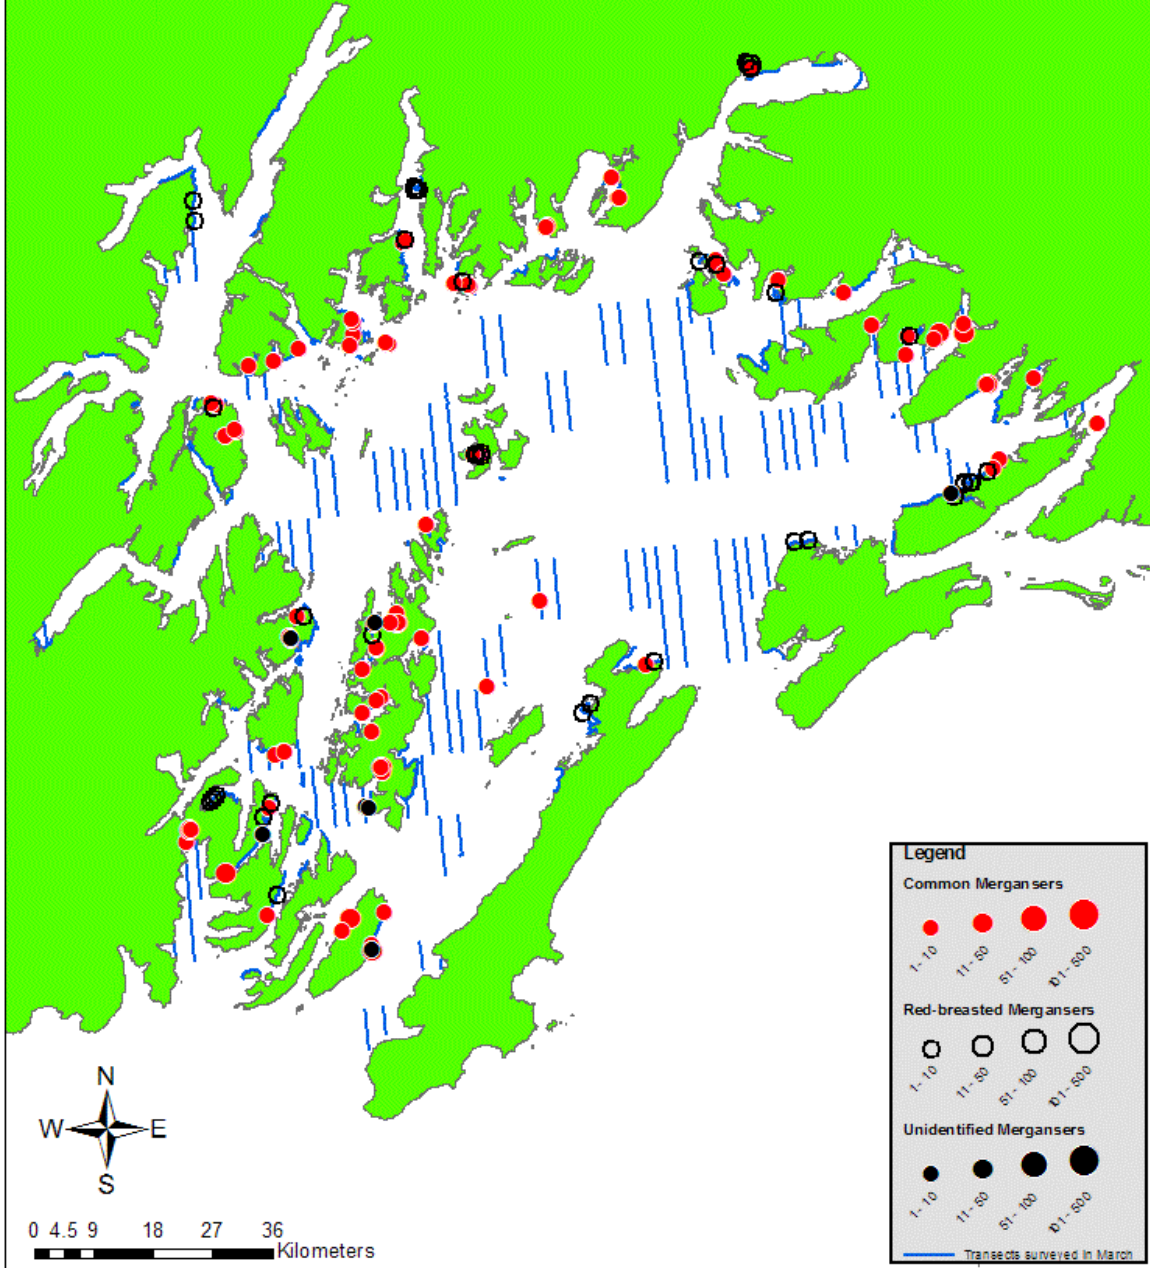 Legend
Common Mergansers
1 - 10 11 - 50 51 - 100 101 - 500
Red-breasted Mergansers
1 - 10 11 - 50 51 - 100 101 - 500
Unidentified Mergansers
1 - 10 11 - 50 51 - 100 101 - 500
Transects surveyed in March
N
W E
S
0 4.5 9 18 27 36
Kilometers